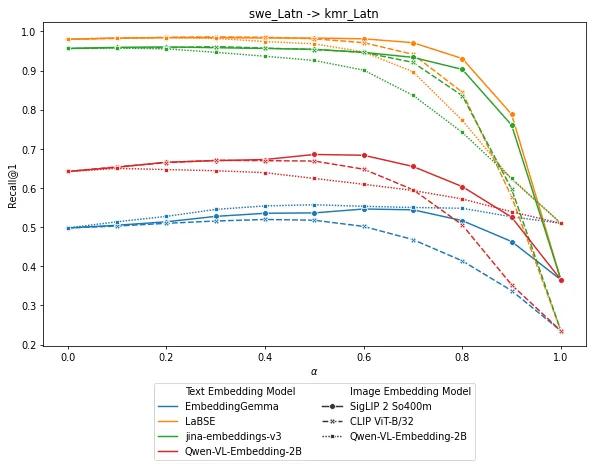 swe_Latn -> kmr_Latn
Recall@1
1.0
0.9
0.8
0.7
0.6
0.5
0.4
0.3
0.2
0.0 0.2 0.4 0.6 0.8 1.0
α
Text Embedding Model Image Embedding Model
EmbeddingGemma SigLIP 2 So400m
LaBSE CLIP ViT-B/32
jina-embeddings-v3 Qwen-VL-Embedding-2B
Qwen-VL-Embedding-2B